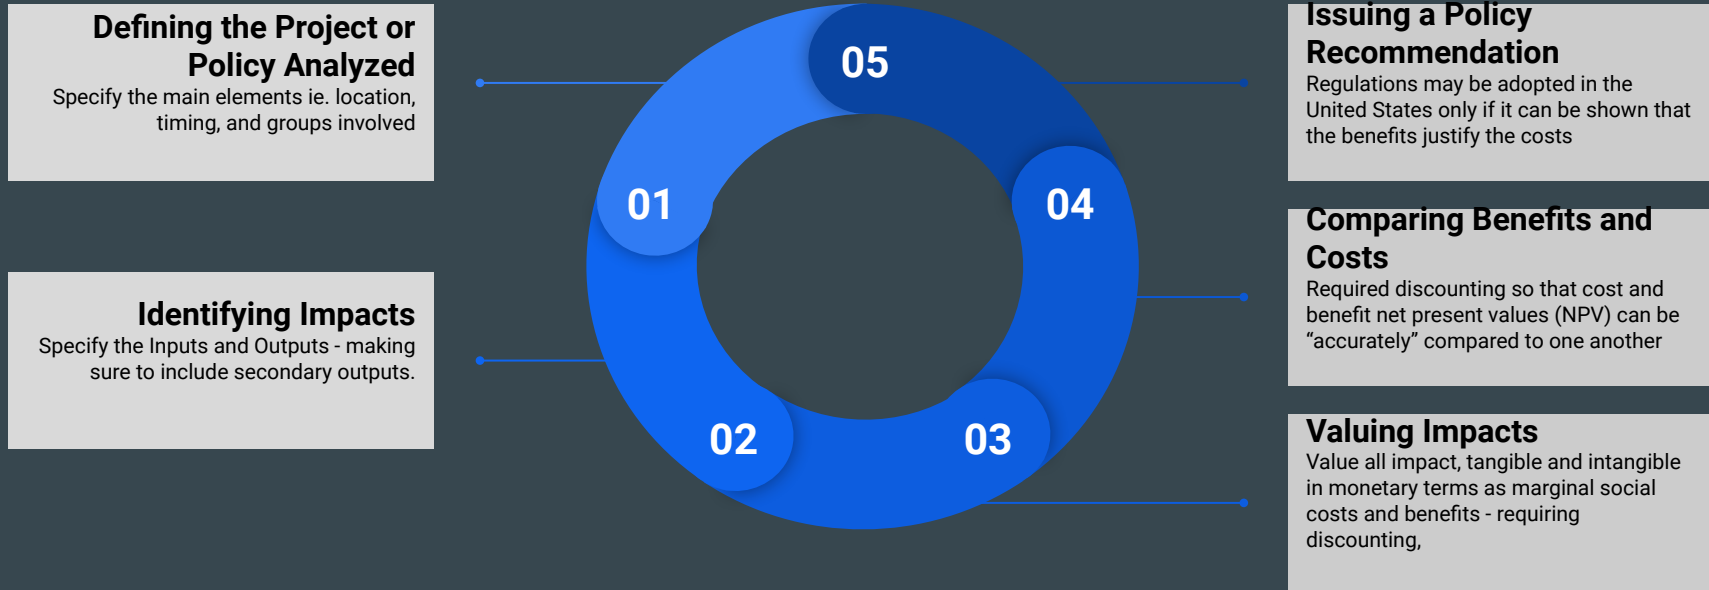 Defining the Project or
Policy Analyzed
Specify the main elements ie. location,
timing, and groups involved
Identifying Impacts
Specify the Inputs and Outputs - making
sure to include secondary outputs.
05
01
04
02
03
Issuing a Policy
Recommendation
Regulations may be adopted in the
United States only if it can be shown that
the benefits justify the costs
Comparing Benefits and
Costs
Required discounting so that cost and
benefit net present values (NPV) can be
“accurately” compared to one another
Valuing Impacts
Value all impact, tangible and intangible
in monetary terms as marginal social
costs and benefits - requiring
discounting,